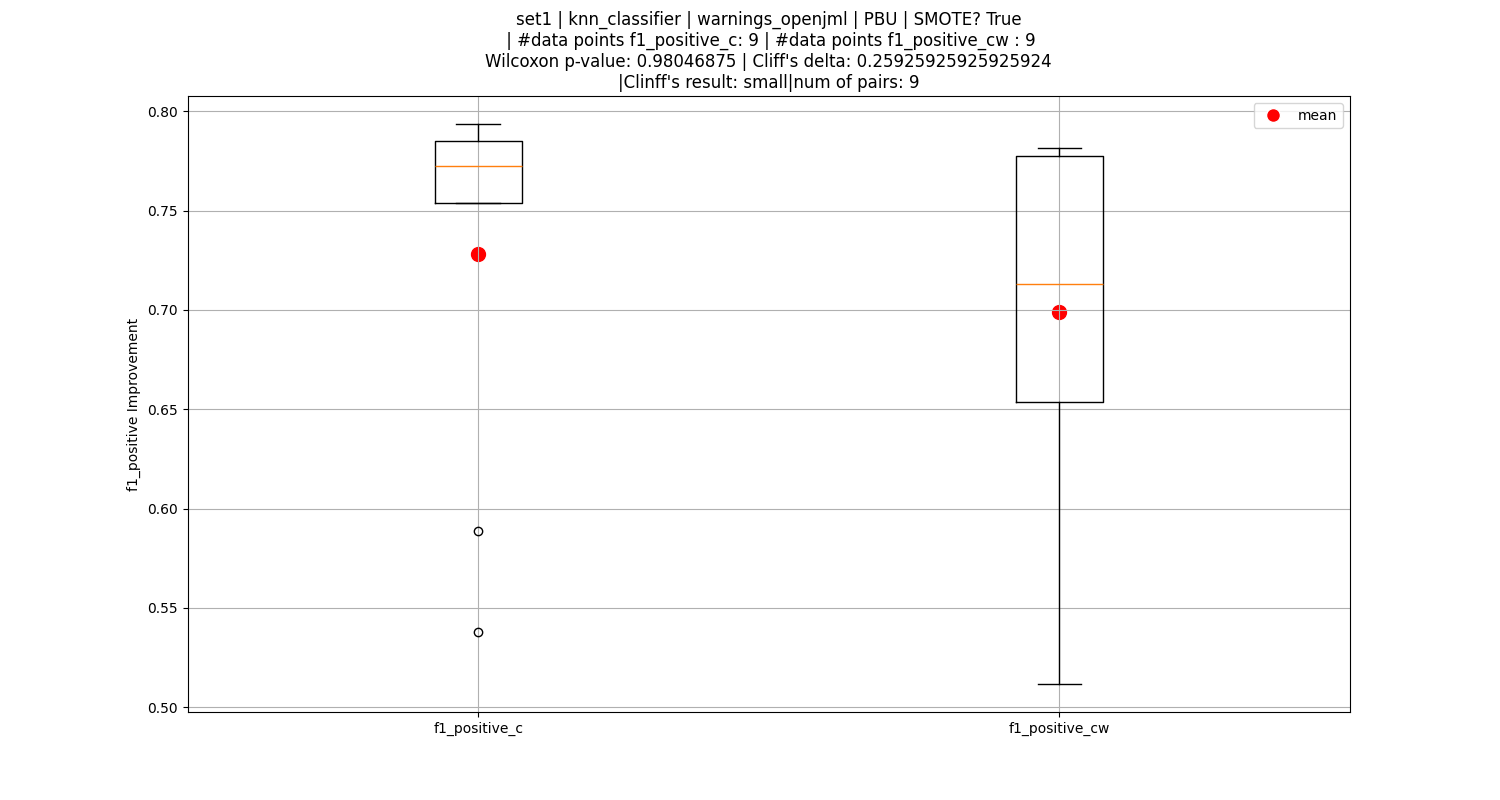 set1 | knn_classifier | warnings_openjml | PBU | SMOTE? True
| #data points f1_positive_c: 9 | #data points f1_positive_cw : 9
Wilcoxon p-value: 0.98046875 | Cliff's delta: 0.25925925925925924
|Clinff's result: small|num of pairs: 9
mean
0.80
0.75
0.70
0.65
0.60
0.55
0.50
f1_positive Improvement
f1_positive_c
f1_positive_cw